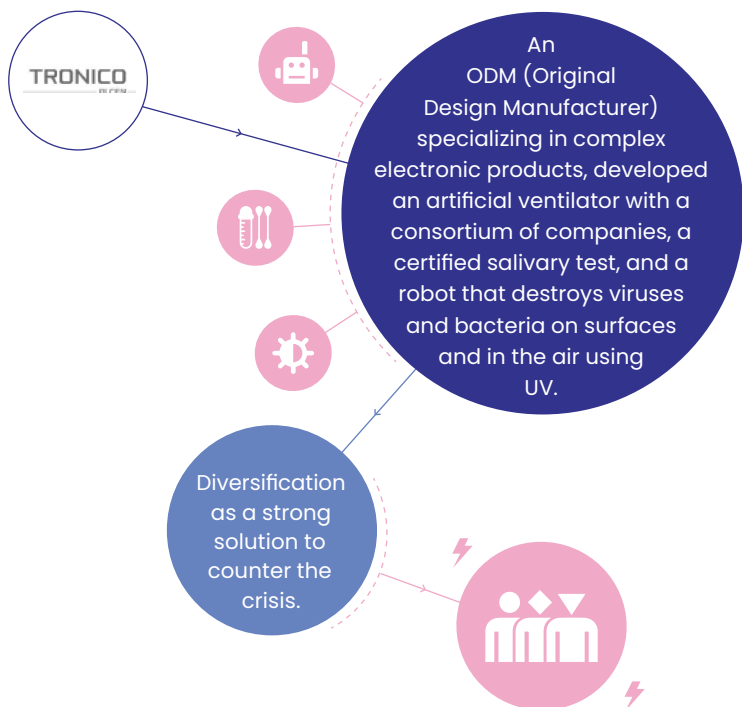 TRONICO
ALCEN
An
ODM (Original
Design Manufacturer)
specializing in complex
electronic products, developed
an artificial ventilator with a
consortium of companies, a
certified salivary test, and a
robot that destroys viruses
and bacteria on surfaces
and in the air using
UV.
Diversification
as a strong
solution to
counter the
crisis.